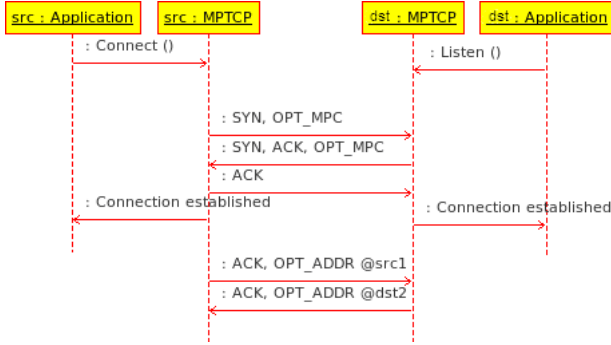 src : Application
src : MPTCP
dst : MPTCP
dst : Application
: Connect ()
: Listen ()
: SYN, OPT_MPC
: SYN, ACK, OPT_MPC
: ACK
: Connection established
: Connection established
: ACK, OPT_ADDR @src1
: ACK, OPT_ADDR @dst2